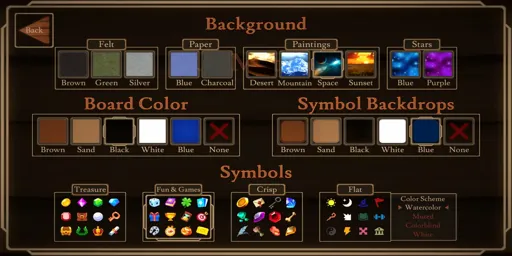 Back
Background
Felt Paper Paintings Stars
Brown Green Silver Blue Charcoal Desert Mountain Space Sunset Blue Purple
Board Color Symbol Backdrops
Brown Sand Black White Blue None Brown Sand Black White Blue None
Symbols
Treasure Fun & Games Crisp Flat
Color Scheme
Watercolor
Muted
Colorblind
White